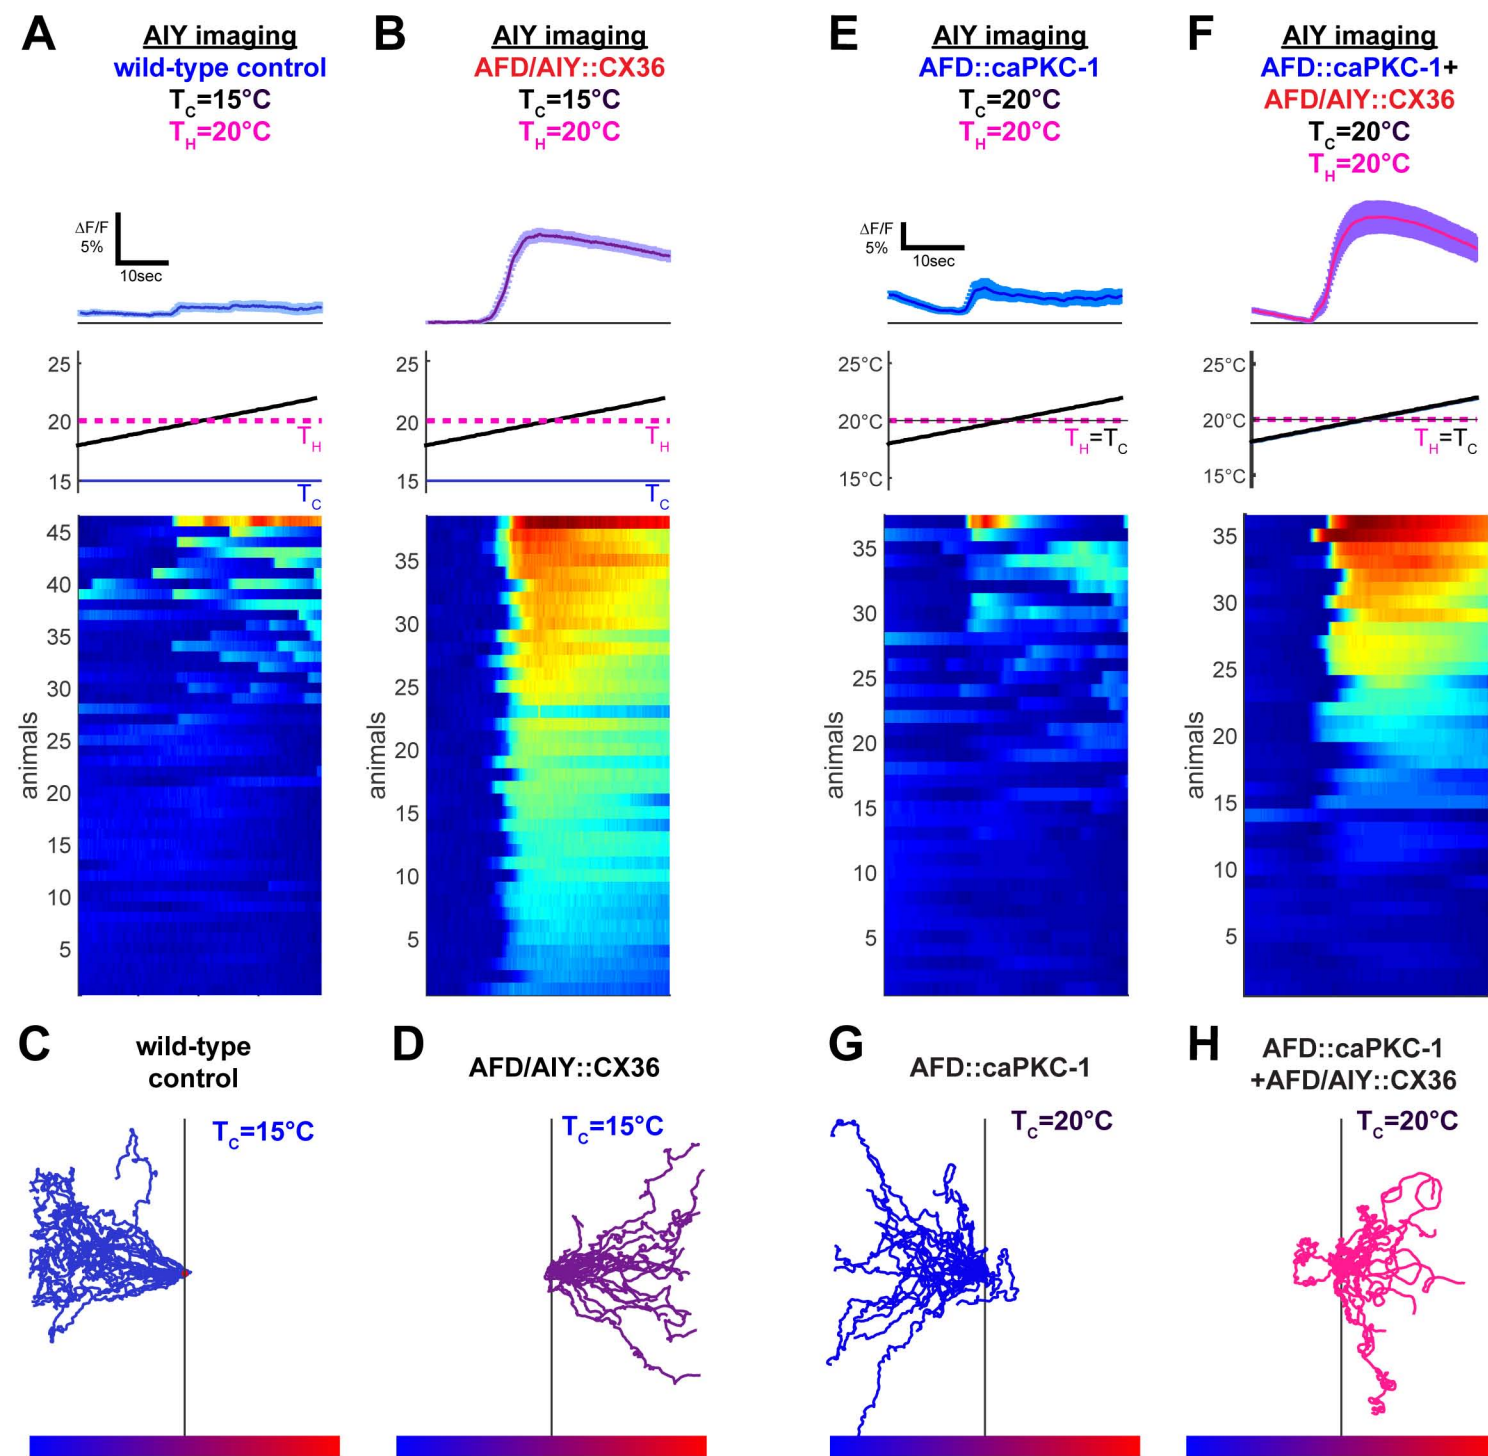 A
AIY imaging
wild-type control
Tc=15°C
TH=20°C
ΔF/F
5%
10sec
25
20
15
TH
Tc
45
40
35
30
25
20
15
10
5
animals
B
AIY imaging
AFD/AIY::CX36
Tc=15°C
TH=20°C
25
20
15
TH
Tc
35
30
25
20
15
10
5
animals
E
AIY imaging
AFD::caPKC-1
Tc=20°C
TH=20°C
ΔF/F
5%
10sec
25°C
20°C
15°C
TH=Tc
35
30
25
20
15
10
5
animals
F
AIY imaging
AFD::caPKC-1+
AFD/AIY::CX36
Tc=20°C
TH=20°C
25°C
20°C
15°C
TH=Tc
35
30
25
20
15
10
5
animals
C
wild-type
control
Tc=15°C
D
AFD/AIY::CX36
Tc=15°C
G
AFD::caPKC-1
Tc=20°C
H
AFD::caPKC-1
+AFD/AIY::CX36
Tc=20°C